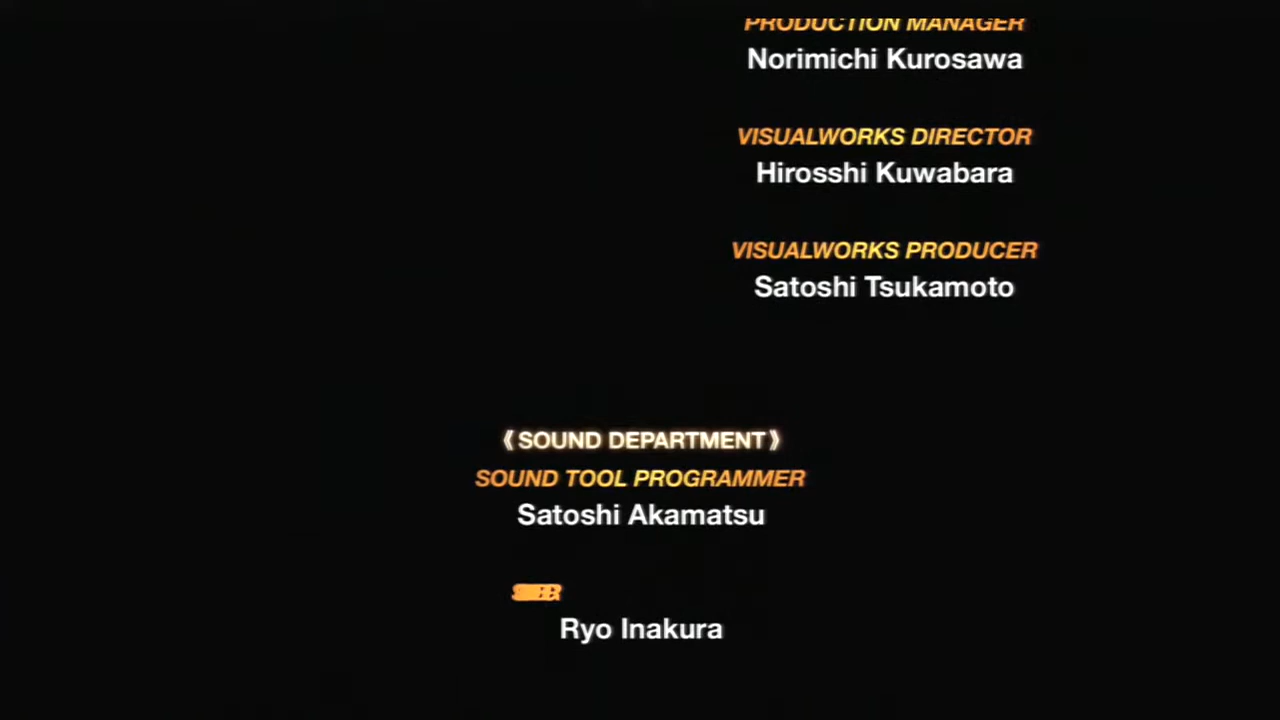 PRODUCTION MANAGER
Norimichi Kurosawa
VISUALWORKS DIRECTOR
Hirosshi Kuwabara
VISUALWORKS PRODUCER
Satoshi Tsukamoto
《SOUND DEPARTMENT》
SOUND TOOL PROGRAMMER
Satoshi Akamatsu
Ryo Inakura